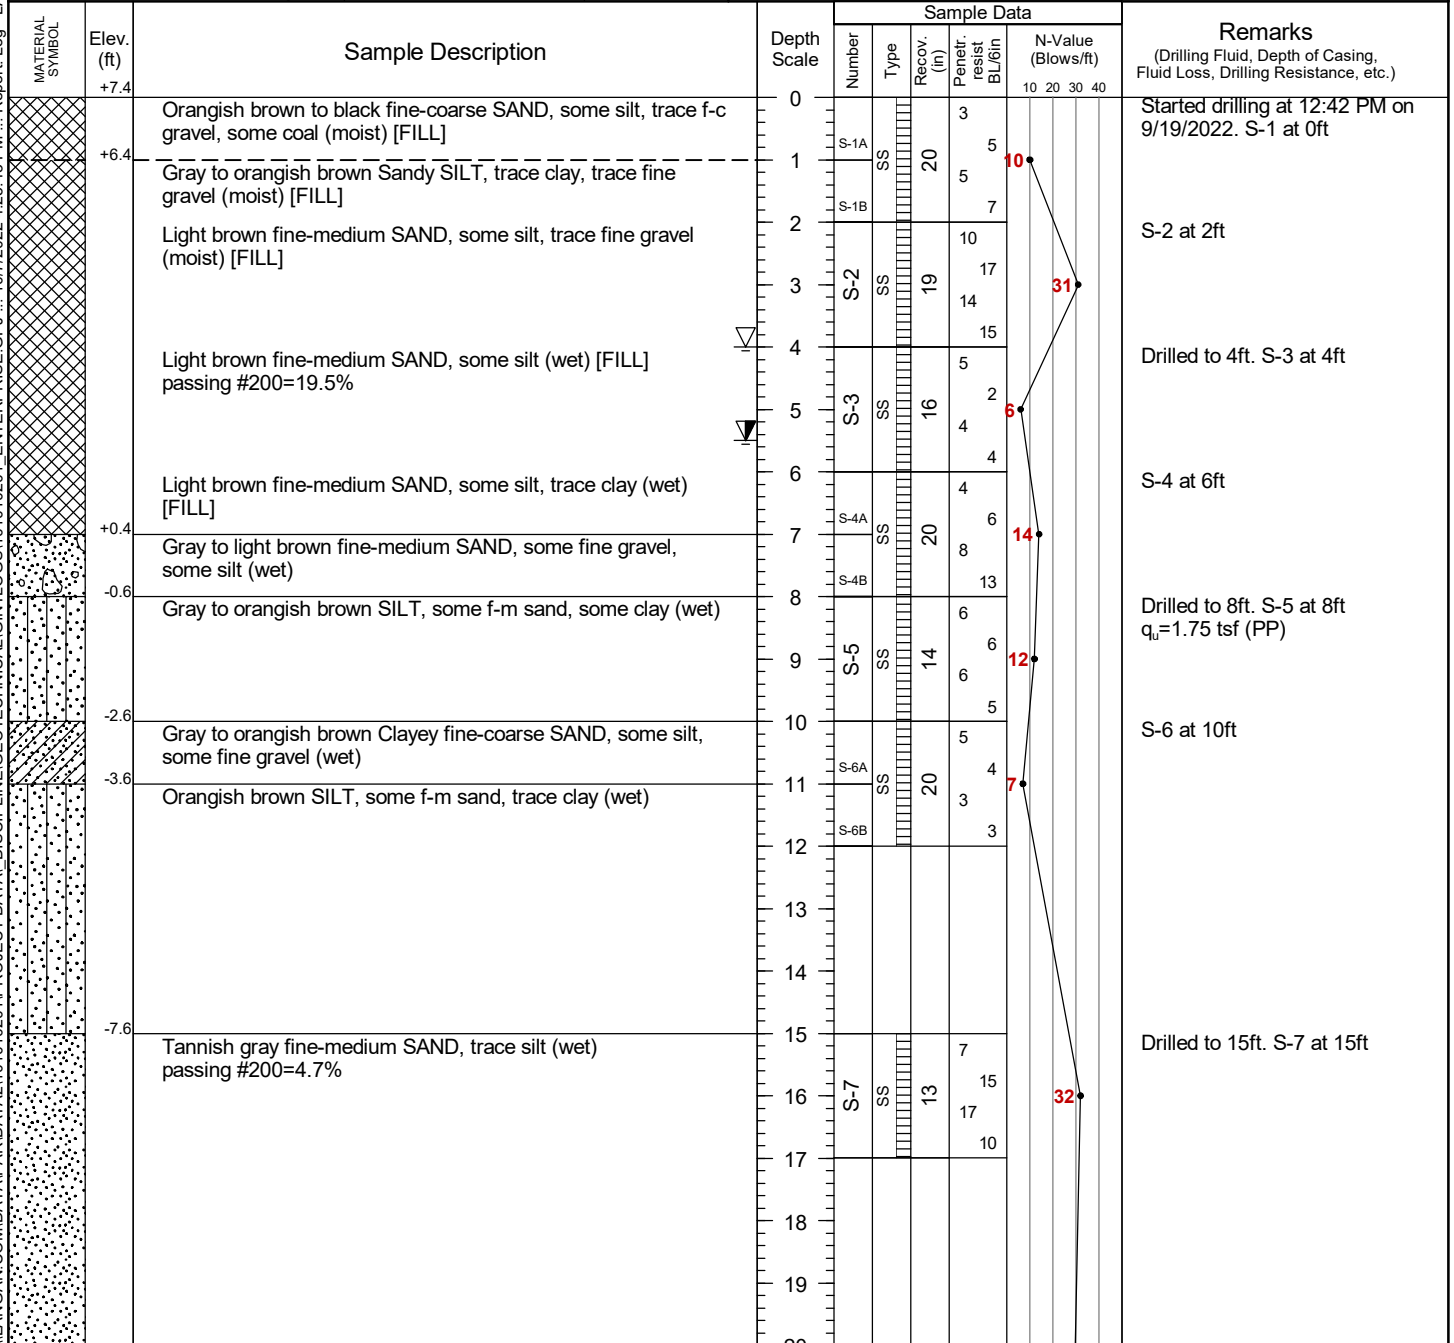 Sample Data
MATERIAL
SYMBOL
Elev.
(ft)
+7.4
Sample Description
Depth
Scale
Number
Type
Recov.
(in)
Penetr.
resist
BL/6in
N-Value
(Blows/ft)
10 20 30 40
Remarks
(Drilling Fluid, Depth of Casing,
Fluid Loss, Drilling Resistance, etc.)
0
Orangish brown to black fine-coarse SAND, some silt, trace f-c
gravel, some coal (moist) [FILL]
S-1A
SS
20
3
5
5
7
10
Started drilling at 12:42 PM on
9/19/2022. S-1 at 0ft
+6.4
1
Gray to orangish brown Sandy SILT, trace clay, trace fine
gravel (moist) [FILL]
S-1B
2
Light brown fine-medium SAND, some silt, trace fine gravel
(moist) [FILL]
S-2
SS
19
10
17
14
15
31
S-2 at 2ft
3
4
Light brown fine-medium SAND, some silt (wet) [FILL]
passing #200=19.5%
S-3
SS
16
5
2
4
4
6
Drilled to 4ft. S-3 at 4ft
5
6
Light brown fine-medium SAND, some silt, trace clay (wet)
[FILL]
S-4A
SS
20
4
6
8
13
14
S-4 at 6ft
+0.4
7
Gray to light brown fine-medium SAND, some fine gravel,
some silt (wet)
S-4B
-0.6
8
Gray to orangish brown SILT, some f-m sand, some clay (wet)
S-5
SS
14
6
6
6
5
12
Drilled to 8ft. S-5 at 8ft
qu=1.75 tsf (PP)
9
-2.6
10
Gray to orangish brown Clayey fine-coarse SAND, some silt,
some fine gravel (wet)
S-6A
SS
20
5
4
3
3
7
S-6 at 10ft
-3.6
11
Orangish brown SILT, some f-m sand, trace clay (wet)
S-6B
12
13
14
-7.6
15
Tannish gray fine-medium SAND, trace silt (wet)
passing #200=4.7%
S-7
SS
13
7
15
17
10
32
Drilled to 15ft. S-7 at 15ft
16
17
18
19